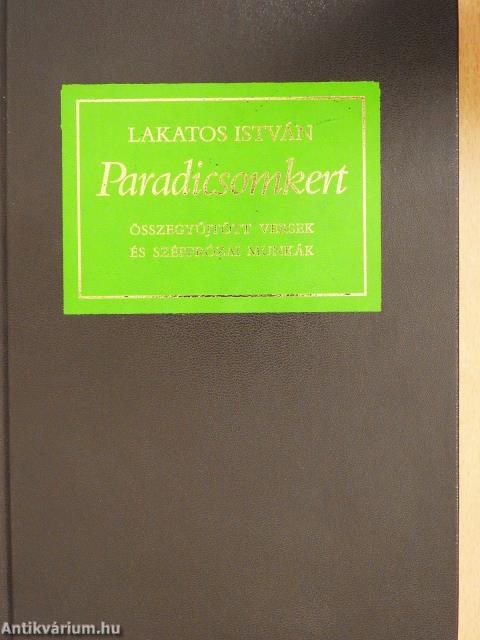 LAKATOS ISTVÁN
Paradicsomkert
ÖSSZEGYŰJTÖTT VERSEK
ÉS SZÉPPRÓZAI MUNKÁK
Antikvárium.hu